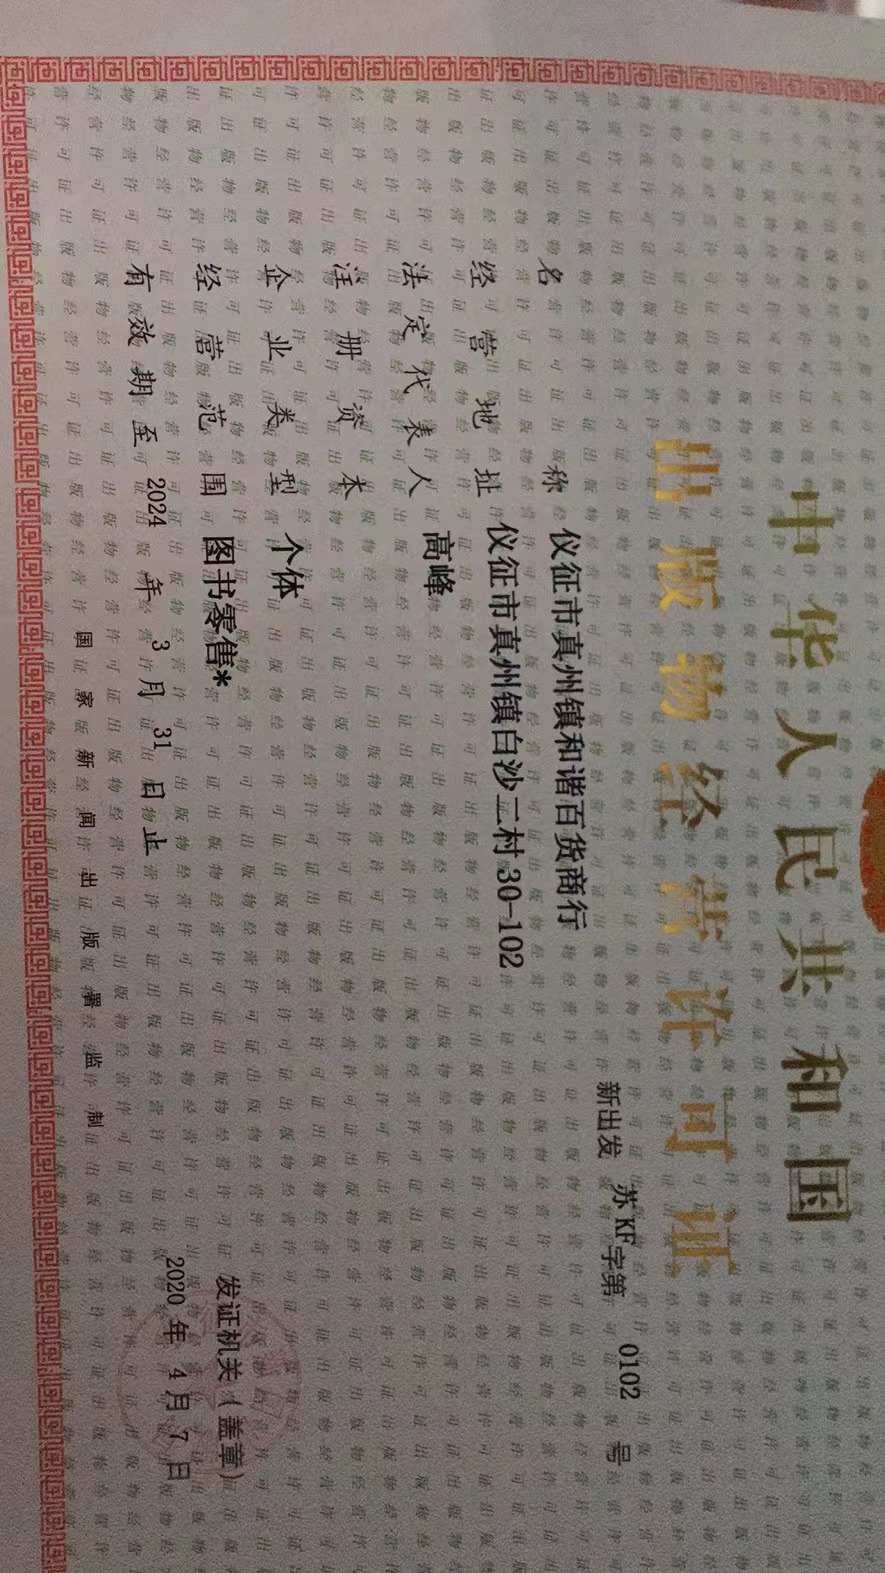 中华人民共和国
出版物经营许可证
新出发 苏KF字第 0102 号
名称 仪征市真州镇和谐百货商行
经营地址 仪征市真州镇白沙二村30-102
法定代表人 高峰
注册资本
企业类型 个体
经营范围 图书零售*
发证机关(盖章)
有效期至 2024 年 3 月 31 日止
2020 年 4 月 7 日
国家新闻出版署监制